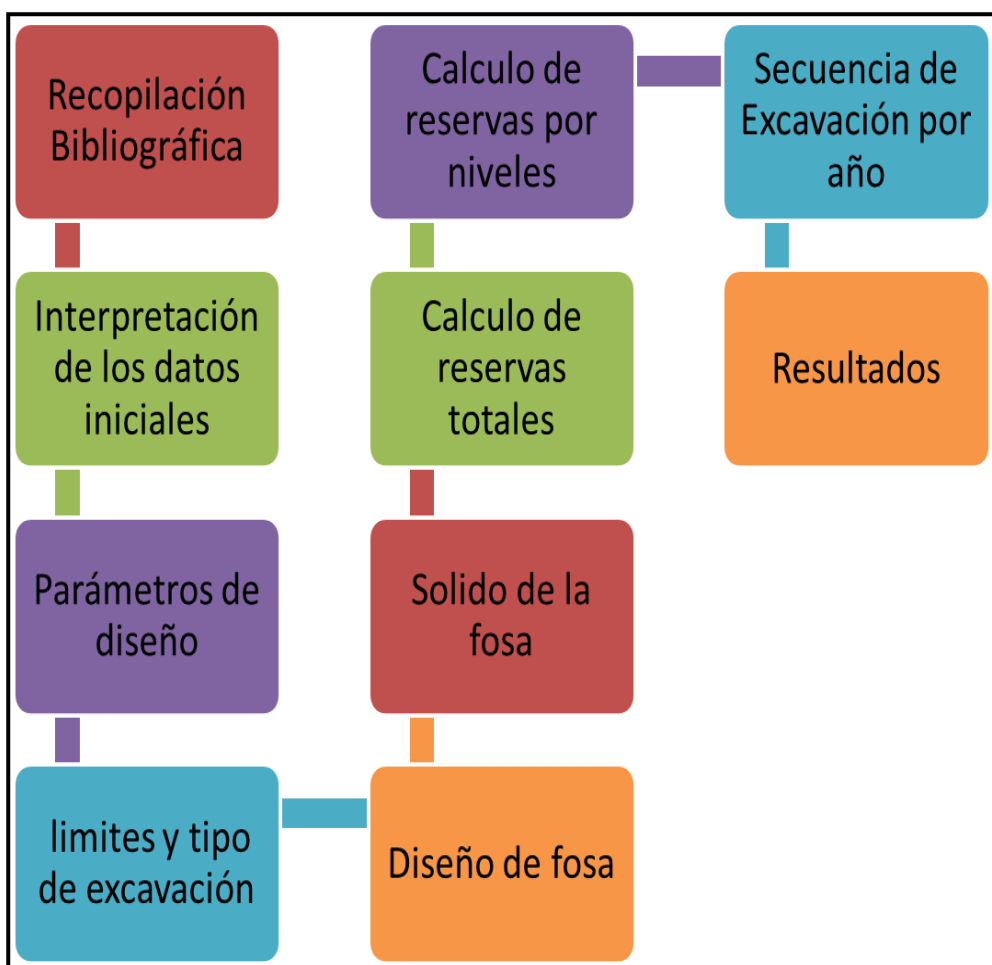 Recopilación
Bibliográfica
Interpretación
de los datos
iniciales
Parámetros de
diseño
limites y tipo
de excavación
Diseño de fosa
Solido de la
fosa
Calculo de
reservas
totales
Calculo de
reservas por
niveles
Secuencia de
Excavación por
año
Resultados